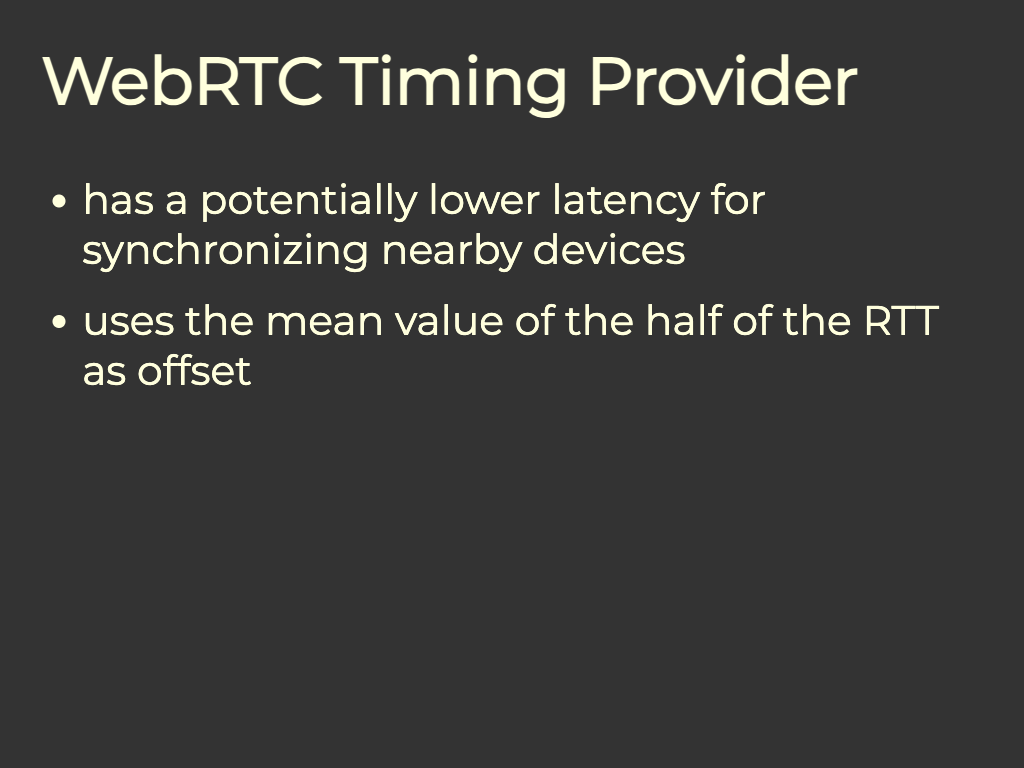 WebRTC Timing Provider
• has a potentially lower latency for
synchronizing nearby devices
• uses the mean value of the half of the RTT
as offset